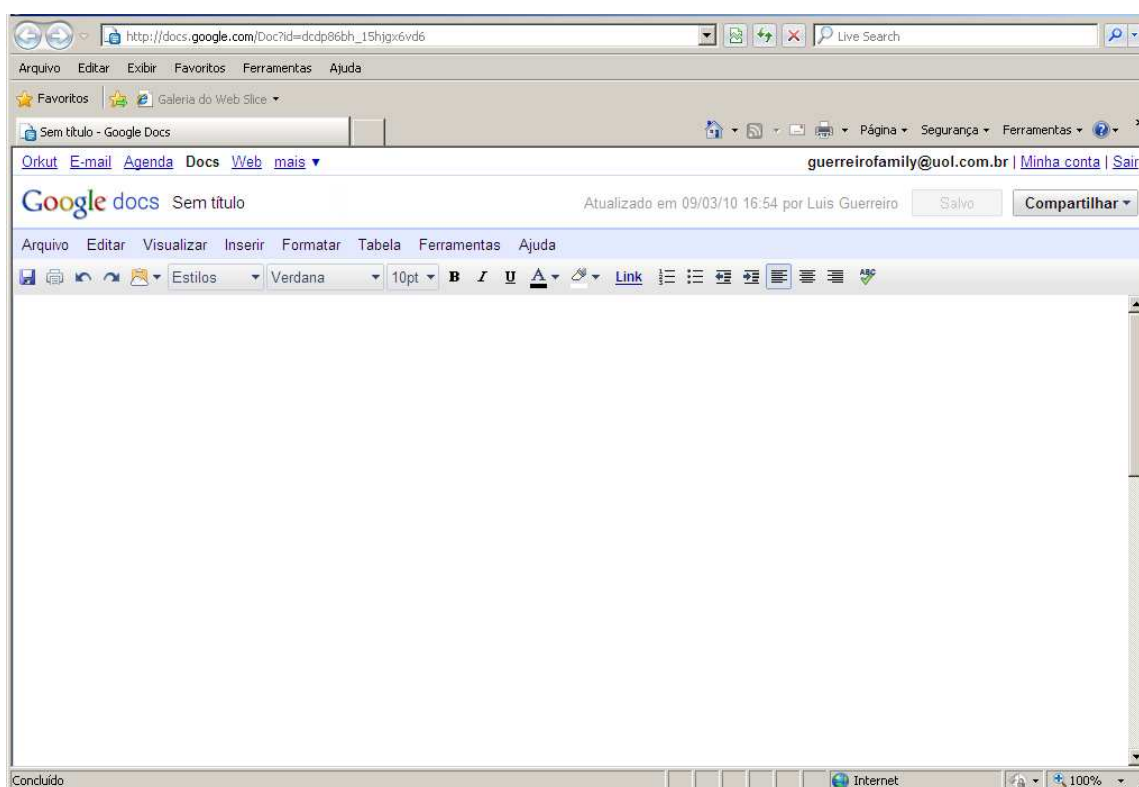 http://docs.google.com/Doc?id=dcdp86bh_15hjgx6vd6 Live Search
Arquivo Editar Exibir Favoritos Ferramentas Ajuda
Favoritos Galeria do Web Slice
Sem título - Google Docs Página Segurança Ferramentas
Orkut E-mail Agenda Docs Web mais ▼ guerreirofamily@uol.com.br | Minha conta | Sair
Google docs Sem título Atualizado em 09/03/10 16:54 por Luis Guerreiro Salvo Compartilhar
Arquivo Editar Visualizar Inserir Formatar Tabela Ferramentas Ajuda
Estilos Verdana 10pt B I U A Link ABC
Concluído Internet 100%